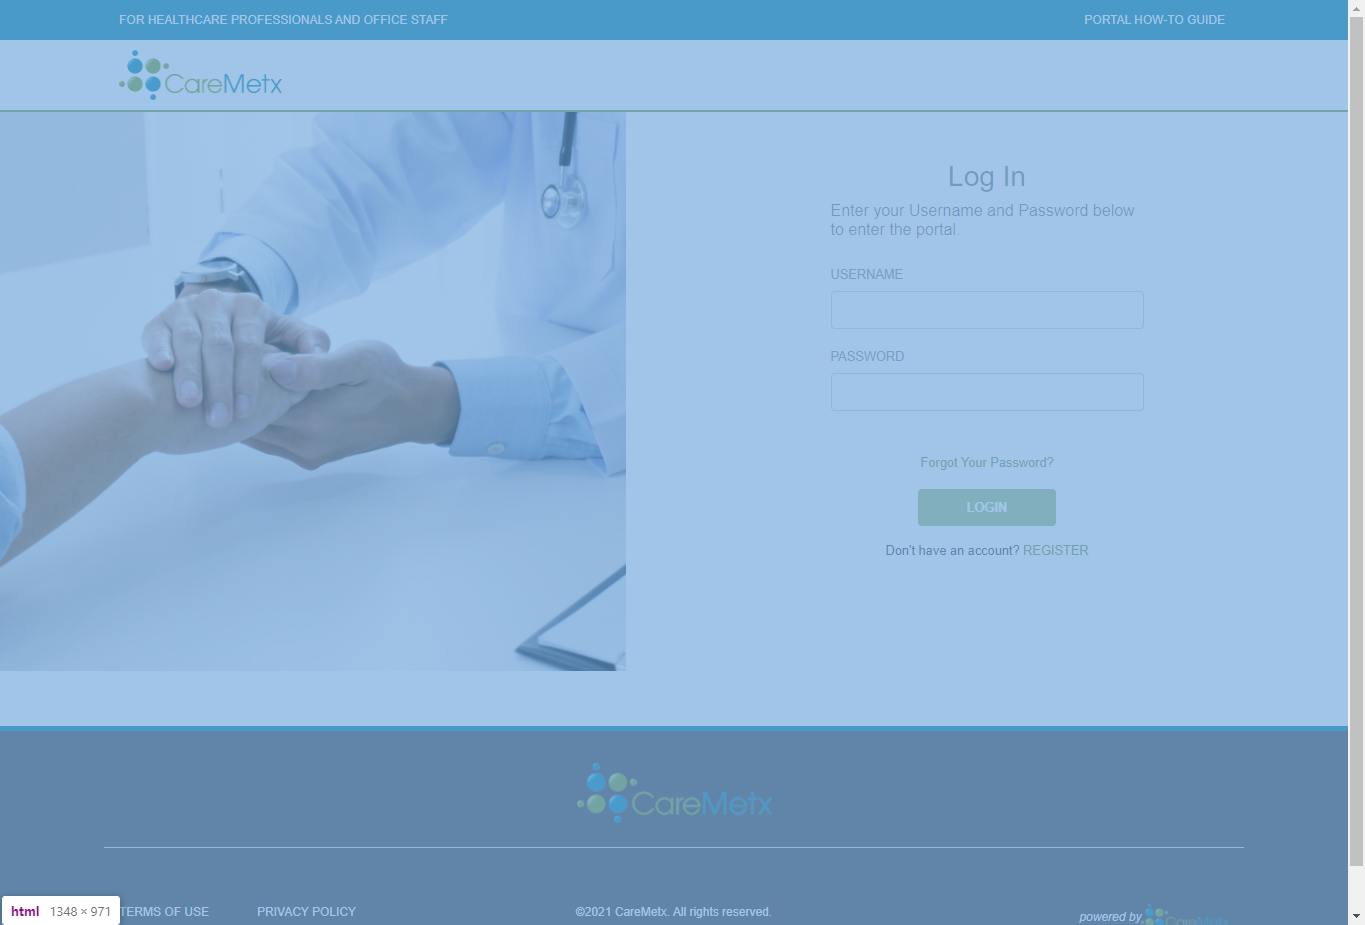 FOR HEALTHCARE PROFESSIONALS AND OFFICE STAFF
PORTAL HOW-TO GUIDE
CareMetx
Log In
Enter your Username and Password below
to enter the portal.
USERNAME
PASSWORD
Forgot Your Password?
LOGIN
Don't have an account? REGISTER
CareMetx
html 1348 × 971
TERMS OF USE
PRIVACY POLICY
©2021 CareMetx. All rights reserved.
powered by CareMetx